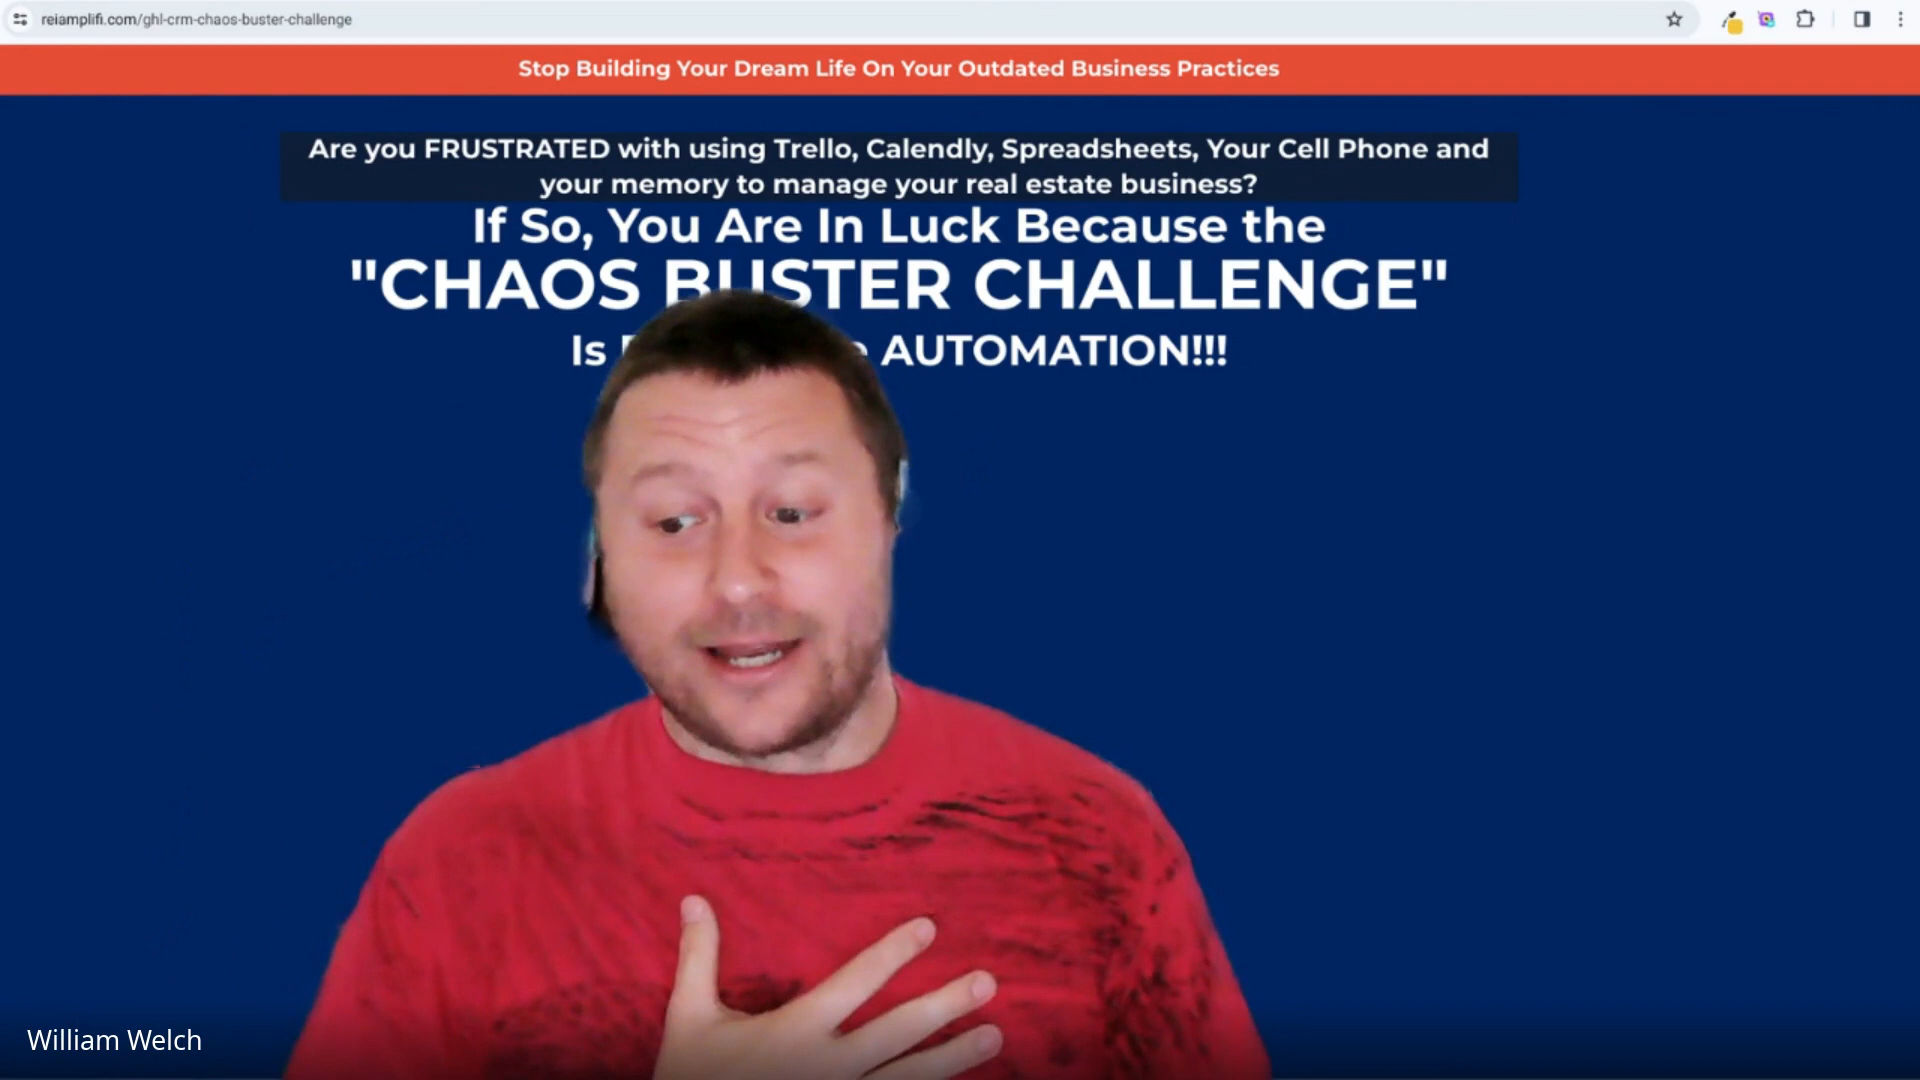 reiamplifi.com/ghl-crm-chaos-buster-challenge
Stop Building Your Dream Life On Your Outdated Business Practices
Are you FRUSTRATED with using Trello, Calendly, Spreadsheets, Your Cell Phone and
your memory to manage your real estate business?
If So, You Are In Luck Because the
"CHAOS BUSTER CHALLENGE"
Is AUTOMATION!!!
William Welch